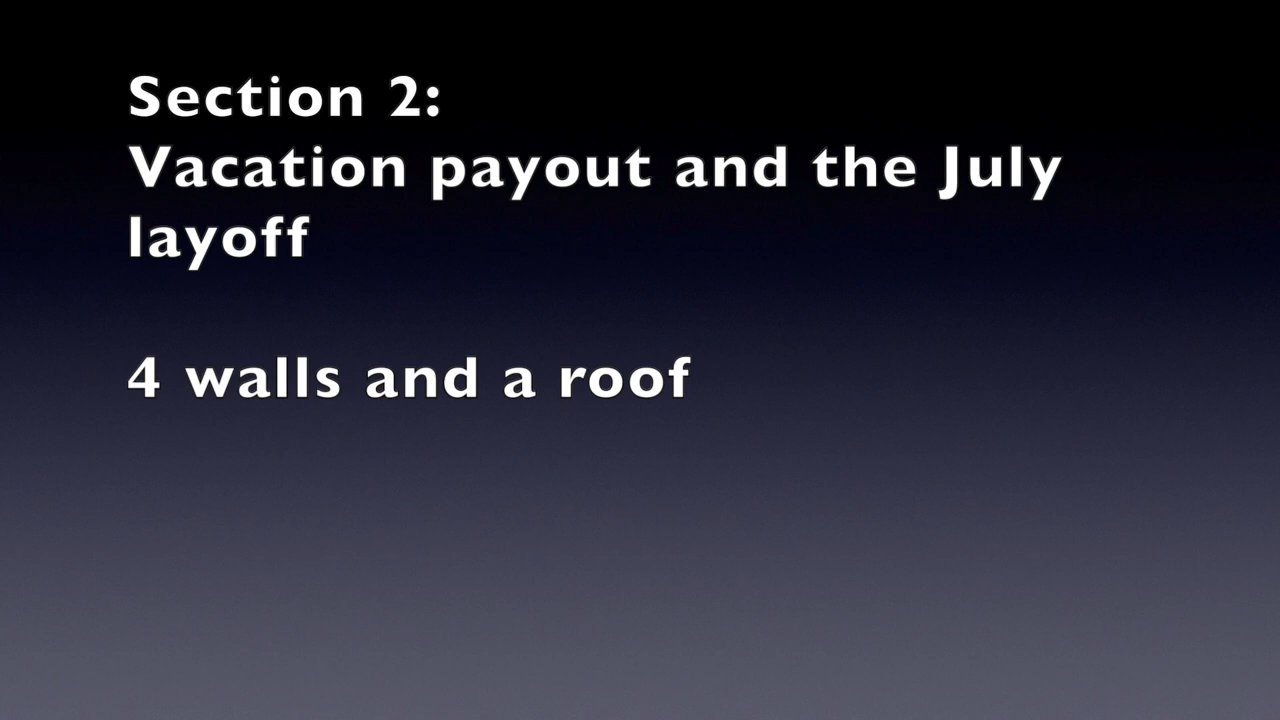 Section 2:
Vacation payout and the July
layoff
4 walls and a roof